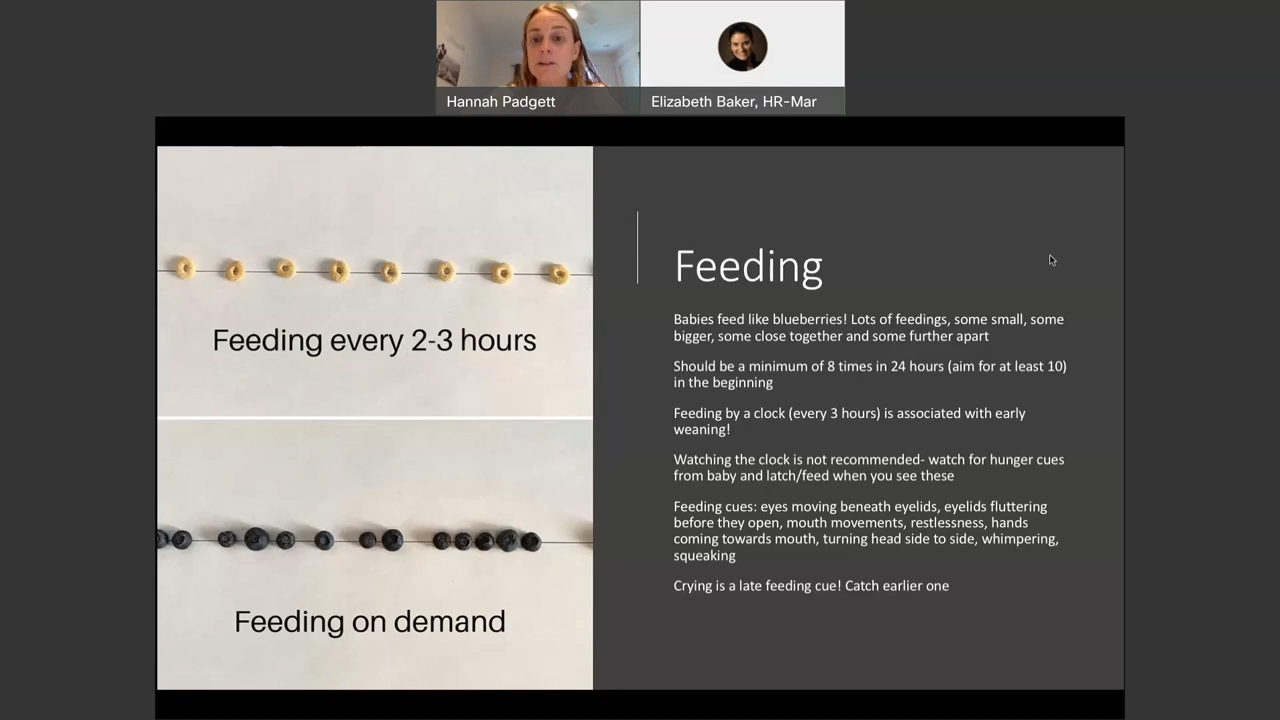 Hannah Padgett
Elizabeth Baker, HR-Mar
Feeding every 2-3 hours
Feeding on demand
Feeding
Babies feed like blueberries! Lots of feedings, some small, some
bigger, some close together and some further apart
Should be a minimum of 8 times in 24 hours (aim for at least 10)
in the beginning
Feeding by a clock (every 3 hours) is associated with early
weaning!
Watching the clock is not recommended- watch for hunger cues
from baby and latch/feed when you see these
Feeding cues: eyes moving beneath eyelids, eyelids fluttering
before they open, mouth movements, restlessness, hands
coming towards mouth, turning head side to side, whimpering,
squeaking
Crying is a late feeding cue! Catch earlier one